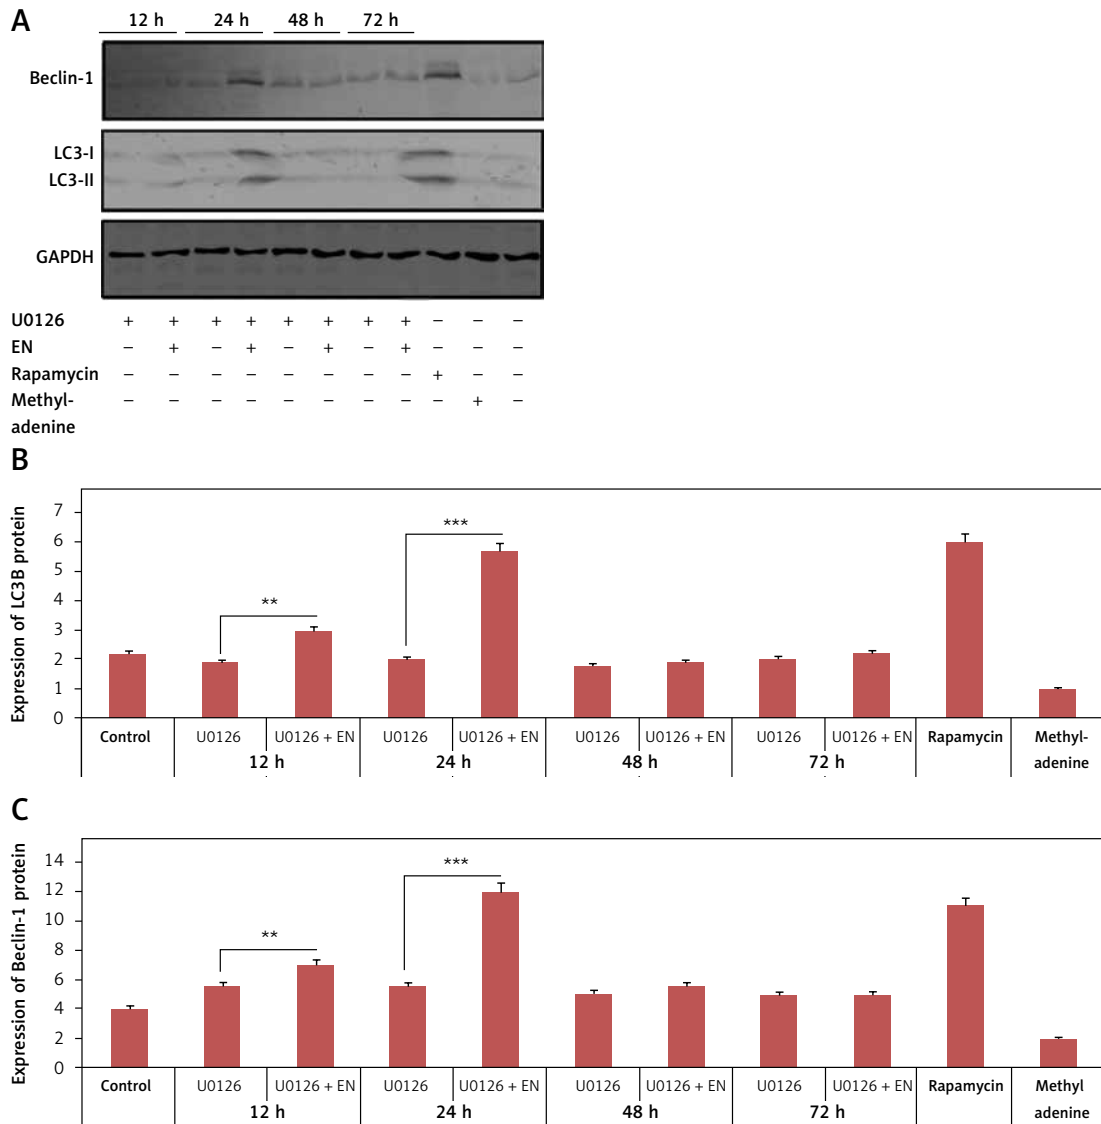 A
12 h 24 h 48 h 72 h
Beclin-1
LC3-I
LC3-II
GAPDH
U0126 + + + + + + + + – – –
EN – + – + – + – + – – –
Rapamycin – – – – – – – – + – –
Methyl- – – – – – – – – – + –
adenine
B
Expression of LC3B protein
7
6
5
4
3
2
1
0
**
***
Control U0126 U0126 + EN U0126 U0126 + EN U0126 U0126 + EN U0126 U0126 + EN Rapamycin Methyl-
12 h 24 h 48 h 72 h adenine
C
Expression of Beclin-1 protein
14
12
10
8
6
4
2
0
**
***
Control U0126 U0126 + EN U0126 U0126 + EN U0126 U0126 + EN U0126 U0126 + EN Rapamycin Methyl
12 h 24 h 48 h 72 h adenine